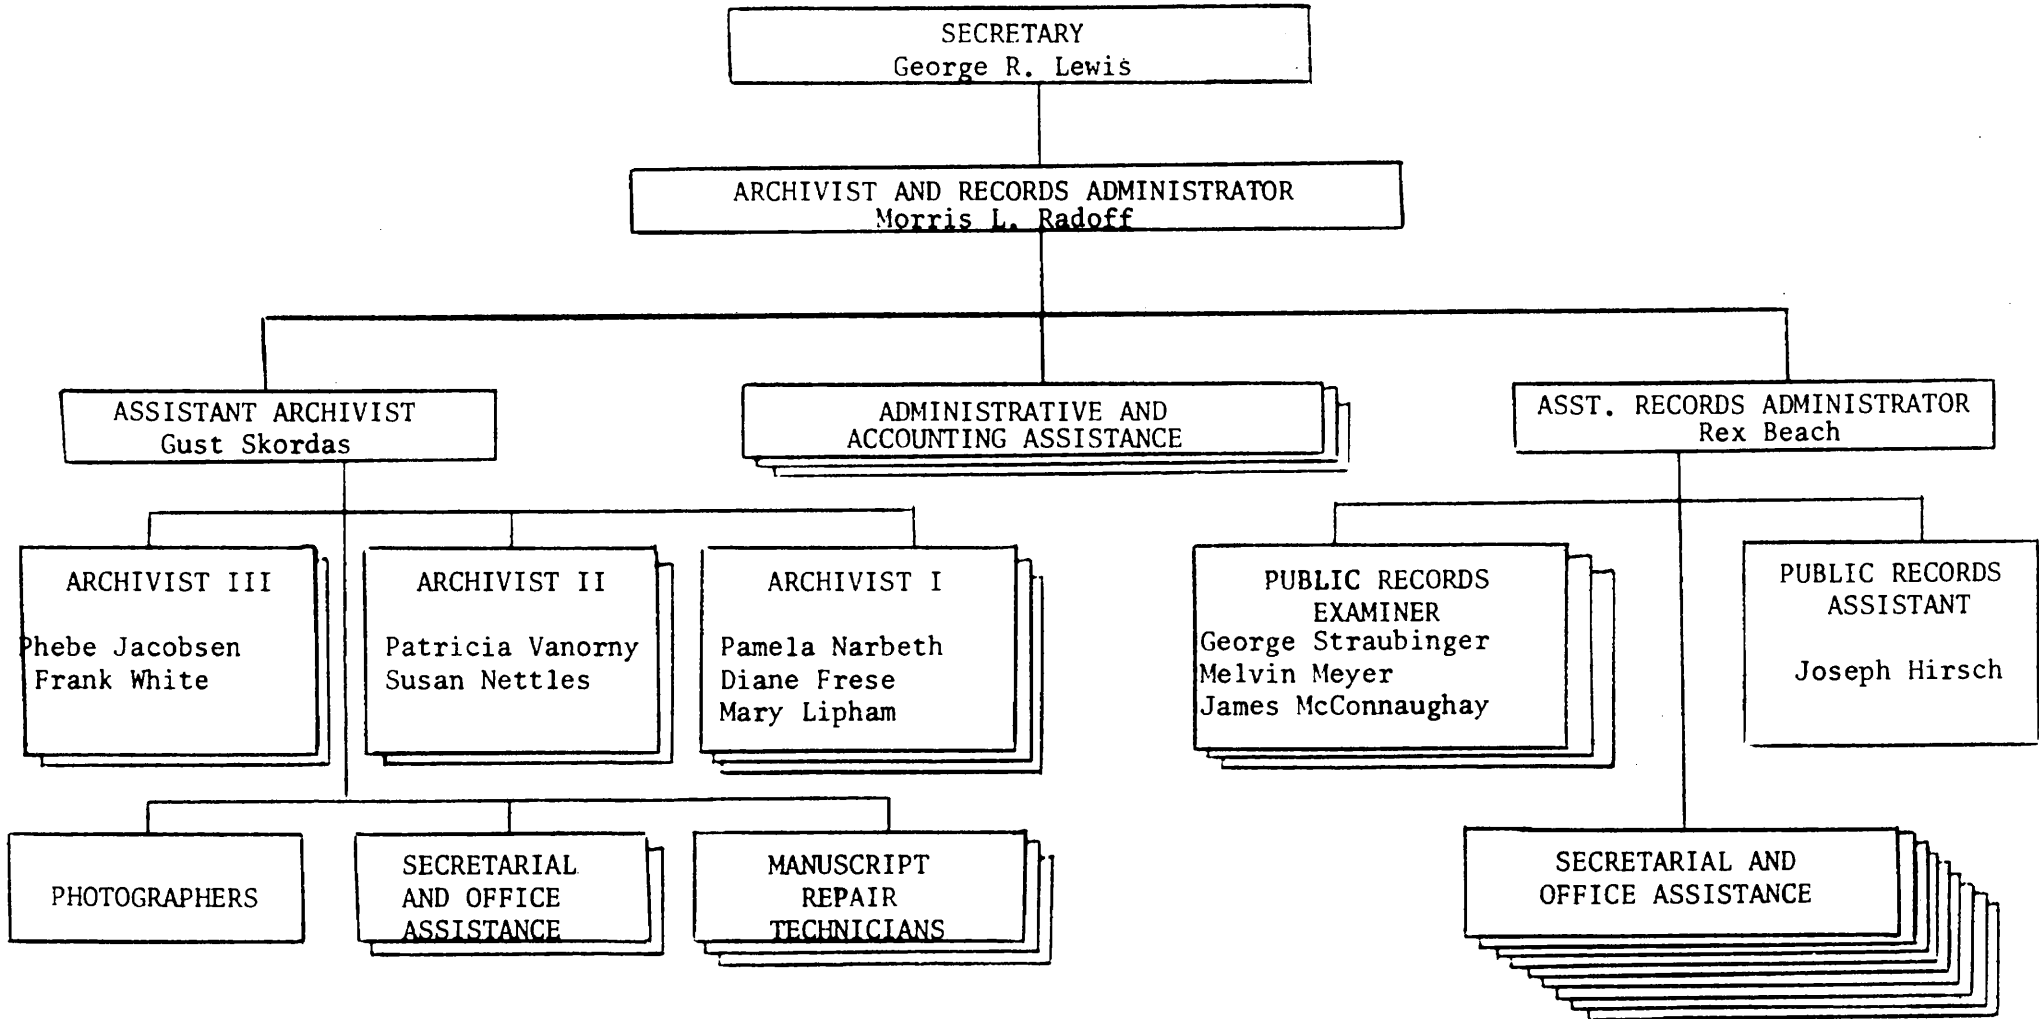 SECRETARY
George R. Lewis
ARCHIVIST AND RECORDS ADMINISTRATOR
Morris L. Radoff
ASSISTANT ARCHIVIST
Gust Skordas
ADMINISTRATIVE AND
ACCOUNTING ASSISTANCE
ASST. RECORDS ADMINISTRATOR
Rex Beach
ARCHIVIST III
Phebe Jacobsen
Frank White
ARCHIVIST II
Patricia Vanorny
Susan Nettles
ARCHIVIST I
Pamela Narbeth
Diane Frese
Mary Lipham
PUBLIC RECORDS
EXAMINER
George Straubinger
Melvin Meyer
James McConnaughay
PUBLIC RECORDS
ASSISTANT
Joseph Hirsch
PHOTOGRAPHERS
SECRETARIAL
AND OFFICE
ASSISTANCE
MANUSCRIPT
REPAIR
TECHNICIANS
SECRETARIAL AND
OFFICE ASSISTANCE